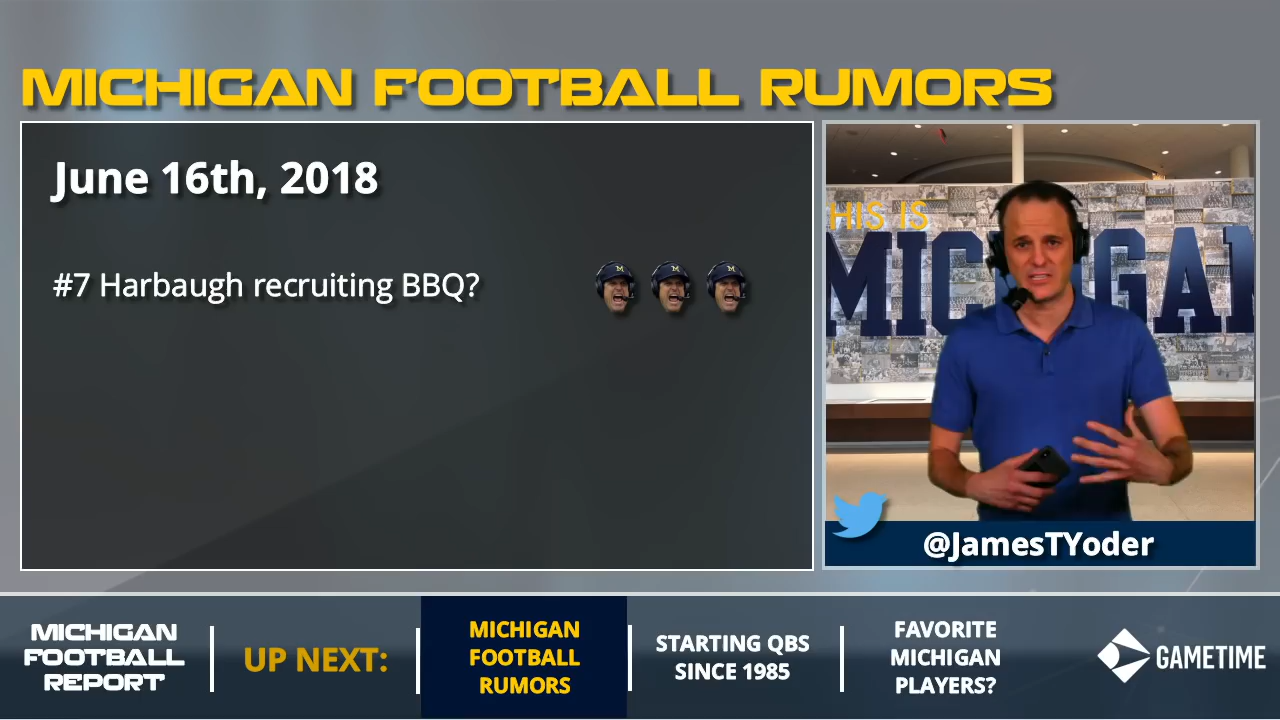 MICHIGAN FOOTBALL RUMORS
June 16th, 2018
#7 Harbaugh recruiting BBQ?
HIS IS
MICHIGAN
@JamesTYoder
MICHIGAN
FOOTBALL
REPORT
UP NEXT:
MICHIGAN
FOOTBALL
RUMORS
STARTING QBS
SINCE 1985
FAVORITE
MICHIGAN
PLAYERS?
GAMETIME